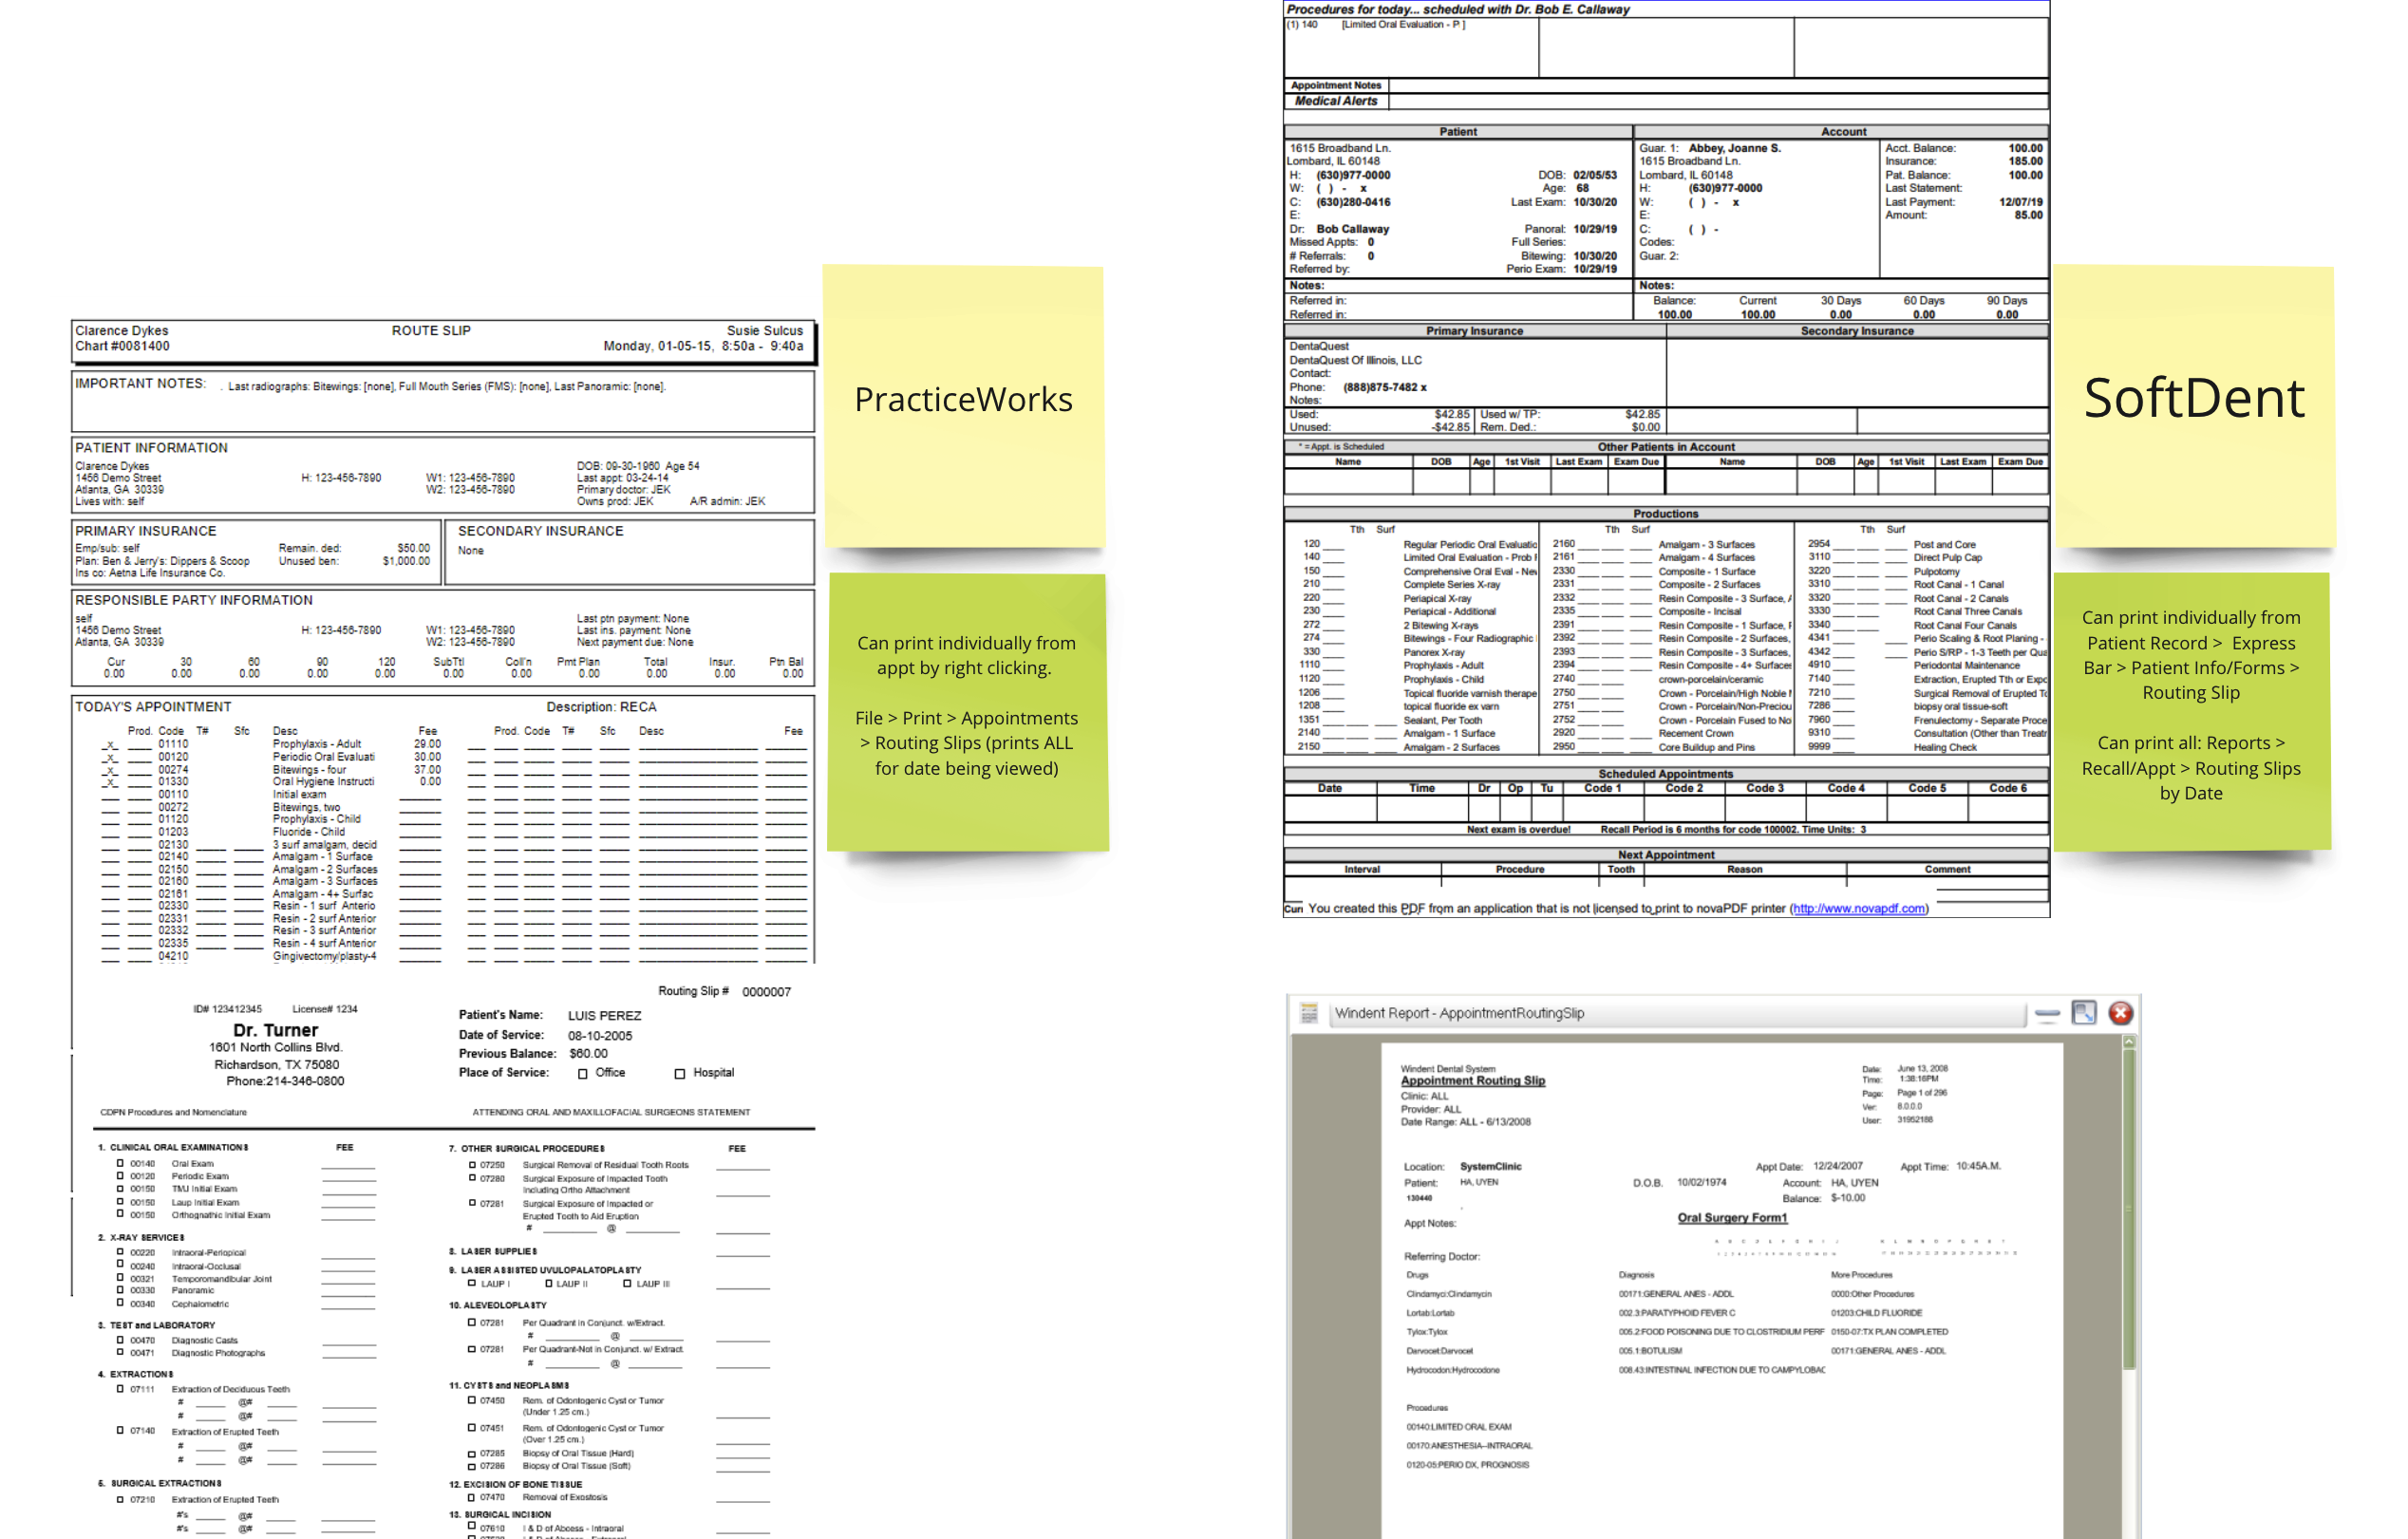 Clarence Dykes ROUTE SLIP Susie Sulcus
Chart #0081400 Monday, 01-05-15, 8:50a - 9:40a
IMPORTANT NOTES: . Last radiographs: Bitewings: [none], Full Mouth Series (FMS): [none], Last Panoramic: [none].
PATIENT INFORMATION
Clarence Dykes DOB: 09-30-1960 Age 54
1456 Demo Street H: 123-456-7890 W1: 123-456-7890 Last appt: 03-24-14
Atlanta, GA 30339 W2: 123-456-7890 Primary doctor: JEK
Lives with: self Owns prod: JEK A/R admin: JEK
PRIMARY INSURANCE
Emp/sub: self Remain. ded: $50.00
Plan: Ben & Jerry's: Dippers & Scoop Unused ben: $1,000.00
Ins co: Aetna Life Insurance Co.
SECONDARY INSURANCE
None
RESPONSIBLE PARTY INFORMATION
self Last ptn payment: None
1456 Demo Street H: 123-456-7890 W1: 123-456-7890 Last ins. payment: None
Atlanta, GA 30339 W2: 123-456-7890 Next payment due: None
Cur 30 60 90 120 SubTtl Coll'n Pmt Plan Total Insur. Ptn Bal
0.00 0.00 0.00 0.00 0.00 0.00 0.00 0.00 0.00 0.00 0.00
TODAY'S APPOINTMENT Description: RECA
Prod. Code T# Sfc Desc Fee Prod. Code T# Sfc Desc Fee
x 01110 Prophylaxis - Adult 29.00
x 00120 Periodic Oral Evaluati 30.00
x 00274 Bitewings - four 37.00
x 01330 Oral Hygiene Instructi 0.00
00110 Initial exam
00272 Bitewings, two
01120 Prophylaxis - Child
01203 Fluoride - Child
02130 3 surf amalgam, decid
02140 Amalgam - 1 Surface
02150 Amalgam - 2 Surfaces
02160 Amalgam - 3 Surfaces
02161 Amalgam - 4+ Surfac
02330 Resin - 1 surf Anterio
02331 Resin - 2 surf Anterior
02332 Resin - 3 surf Anterior
02335 Resin - 4 surf Anterior
04210 Gingivectomy/plasty-4
PracticeWorks
Can print individually from
appt by right clicking.
File > Print > Appointments
> Routing Slips (prints ALL
for date being viewed)
Routing Slip # 0000007
ID# 123412345 License# 1234
Dr. Turner
1601 North Collins Blvd.
Richardson, TX 75080
Phone:214-346-0800
Patient's Name: LUIS PEREZ
Date of Service: 08-10-2005
Previous Balance: $60.00
Place of Service: Office Hospital
CDPN Procedures and Nomenclature ATTENDING ORAL AND MAXILLOFACIAL SURGEONS STATEMENT
1. CLINICAL ORAL EXAMINATIONS FEE
00140 Oral Exam
00120 Periodic Exam
00150 TMJ Initial Exam
00150 Laup Initial Exam
00150 Orthognathic Initial Exam
2. X-RAY SERVICES
00220 Intraoral-Periopical
00240 Intraoral-Occlusal
00321 Temporomandibular Joint
00330 Panoramic
00340 Cephalometric
3. TEST and LABORATORY
00470 Diagnostic Casts
00471 Diagnostic Photographs
4. EXTRACTIONS
07111 Extraction of Deciduous Teeth
# @#
# @#
07140 Extraction of Erupted Teeth
# @#
# @#
5. SURGICAL EXTRACTIONS
07210 Extraction of Erupted Teeth
#'s @#
#'s @#
7. OTHER SURGICAL PROCEDURES FEE
07250 Surgical Removal of Residual Tooth Roots
07280 Surgical Exposure of Impacted Tooth
Including Ortho Attachment
07281 Surgical Exposure of Impacted or
Erupted Tooth to Aid Eruption
# @
8. LASER SUPPLIES
9. LASER ASSISTED UVULOPALATOPLASTY
LAUP I LAUP II LAUP III
10. ALEVEOLOPLASTY
07281 Per Quadrant in Conjunct. w/Extract.
# @
07281 Per Quadrant-Not in Conjunct. w/ Extract.
# @
11. CYSTS and NEOPLASMS
07450 Rem. of Odontogenic Cyst or Tumor
(Under 1.25 cm.)
07451 Rem. of Odontogenic Cyst or Tumor
(Over 1.25 cm.)
07285 Biopsy of Oral Tissue (Hard)
07286 Biopsy of Oral Tissue (Soft)
12. EXCISION OF BONE TISSUE
07470 Removal of Exostosis
13. SURGICAL INCISION
07610 I & D of Abcess - Intraoral
Procedures for today... scheduled with Dr. Bob E. Callaway
(1) 140 [Limited Oral Evaluation - P ]
Appointment Notes
Medical Alerts
Patient
1615 Broadband Ln.
Lombard, IL 60148
H: (630)977-0000 DOB: 02/05/53
W: ( ) - x Age: 68
C: (630)280-0416 Last Exam: 10/30/20
E:
Dr: Bob Callaway Panoral: 10/29/19
Missed Appts: 0 Full Series:
# Referrals: 0 Bitewing: 10/30/20
Referred by: Perio Exam: 10/29/19
Notes:
Referred in:
Referred in:
Account
Guar. 1: Abbey, Joanne S. Acct. Balance: 100.00
1615 Broadband Ln. Insurance: 185.00
Lombard, IL 60148 Pat. Balance: 100.00
H: (630)977-0000 Last Statement:
W: ( ) - x Last Payment: 12/07/19
E: Amount: 85.00
C: ( ) -
Codes:
Guar. 2:
Notes:
Balance: Current 30 Days 60 Days 90 Days
100.00 100.00 0.00 0.00 0.00
Primary Insurance Secondary Insurance
DentaQuest
DentaQuest Of Illinois, LLC
Contact:
Phone: (888)875-7482 x
Notes:
Used: $42.85 Used w/ TP: $42.85
Unused: -$42.85 Rem. Ded.: $0.00
* = Appt. is Scheduled Other Patients in Account
Name DOB Age 1st Visit Last Exam Exam Due Name DOB Age 1st Visit Last Exam Exam Due
Productions
Tth Surf Tth Surf Tth Surf
120 Regular Periodic Oral Evaluatio 2160 Amalgam - 3 Surfaces 2954 Post and Core
140 Limited Oral Evaluation - Prob F 2161 Amalgam - 4 Surfaces 3110 Direct Pulp Cap
150 Comprehensive Oral Eval - Nev 2330 Composite - 1 Surface 3220 Pulpotomy
210 Complete Series X-ray 2331 Composite - 2 Surfaces 3310 Root Canal - 1 Canal
220 Periapical X-ray 2332 Resin Composite - 3 Surface, A 3320 Root Canal - 2 Canals
230 Periapical - Additional 2335 Composite - Incisal 3330 Root Canal Three Canals
272 2 Bitewing X-rays 2391 Resin Composite - 1 Surface, F 3340 Root Canal Four Canals
274 Bitewings - Four Radiographic 2392 Resin Composite - 2 Surfaces, 4341 Perio Scaling & Root Planing -
330 Panorex X-ray 2393 Resin Composite - 3 Surfaces, 4342 Perio S/RP - 1-3 Teeth per Qua
1110 Prophylaxis - Adult 2394 Resin Composite - 4+ Surfaces 4910 Periodontal Maintenance
1120 Prophylaxis - Child 2740 crown-porcelain/ceramic 7140 Extraction, Erupted Tth or Expo
1206 Topical fluoride varnish therape 2750 Crown - Porcelain/High Noble M 7210 Surgical Removal of Erupted To
1208 topical fluoride ex varn 2751 Crown - Porcelain/Non-Preciou 7286 biopsy oral tissue-soft
1351 Sealant, Per Tooth 2752 Crown - Porcelain Fused to No 7960 Frenulectomy - Separate Proce
2140 Amalgam - 1 Surface 2920 Recement Crown 9310 Consultation (Other than Treatr
2150 Amalgam - 2 Surfaces 2950 Core Buildup and Pins 9999 Healing Check
Scheduled Appointments
Date Time Dr Op Tu Code 1 Code 2 Code 3 Code 4 Code 5 Code 6
Next exam is overdue! Recall Period is 6 months for code 100002. Time Units: 3
Next Appointment
Interval Procedure Tooth Reason Comment
Curr You created this PDF from an application that is not licensed to print to novaPDF printer (http://www.novapdf.com)
SoftDent
Can print individually from
Patient Record > Express
Bar > Patient Info/Forms >
Routing Slip
Can print all: Reports >
Recall/Appt > Routing Slips
by Date
Windent Report - AppointmentRoutingSlip
Windent Dental System Date: June 13, 2008
Appointment Routing Slip Time: 1:38:16PM
Clinic: ALL Page: Page 1 of 296
Provider: ALL Ver: 8.0.0.0
Date Range: ALL - 6/13/2008 User: 31952188
Location: SystemClinic Appt Date: 12/24/2007 Appt Time: 10:45A.M.
Patient: HA, UYEN D.O.B. 10/02/1974 Account: HA, UYEN
130440 Balance: $-10.00
Appt Notes: Oral Surgery Form1
Referring Doctor:
Drugs Diagnosis More Procedures
Clindamyci:Clindamycin 00171:GENERAL ANES - ADDL 0000:Other Procedures
Lortab:Lortab 002.3:PARATYPHOID FEVER C 01203:CHILD FLUORIDE
Tylox:Tylox 005.2:FOOD POISONING DUE TO CLOSTRIDIUM PERF 0150-07:TX PLAN COMPLETED
Darvocet:Darvocet 005.1:BOTULISM 00171:GENERAL ANES - ADDL
Hydrocodon:Hydrocodone 008.43:INTESTINAL INFECTION DUE TO CAMPYLOBAC
Procedures
00140:LIMITED ORAL EXAM
00170:ANESTHESIA--INTRAORAL
0120-05:PERIO DX, PROGNOSIS